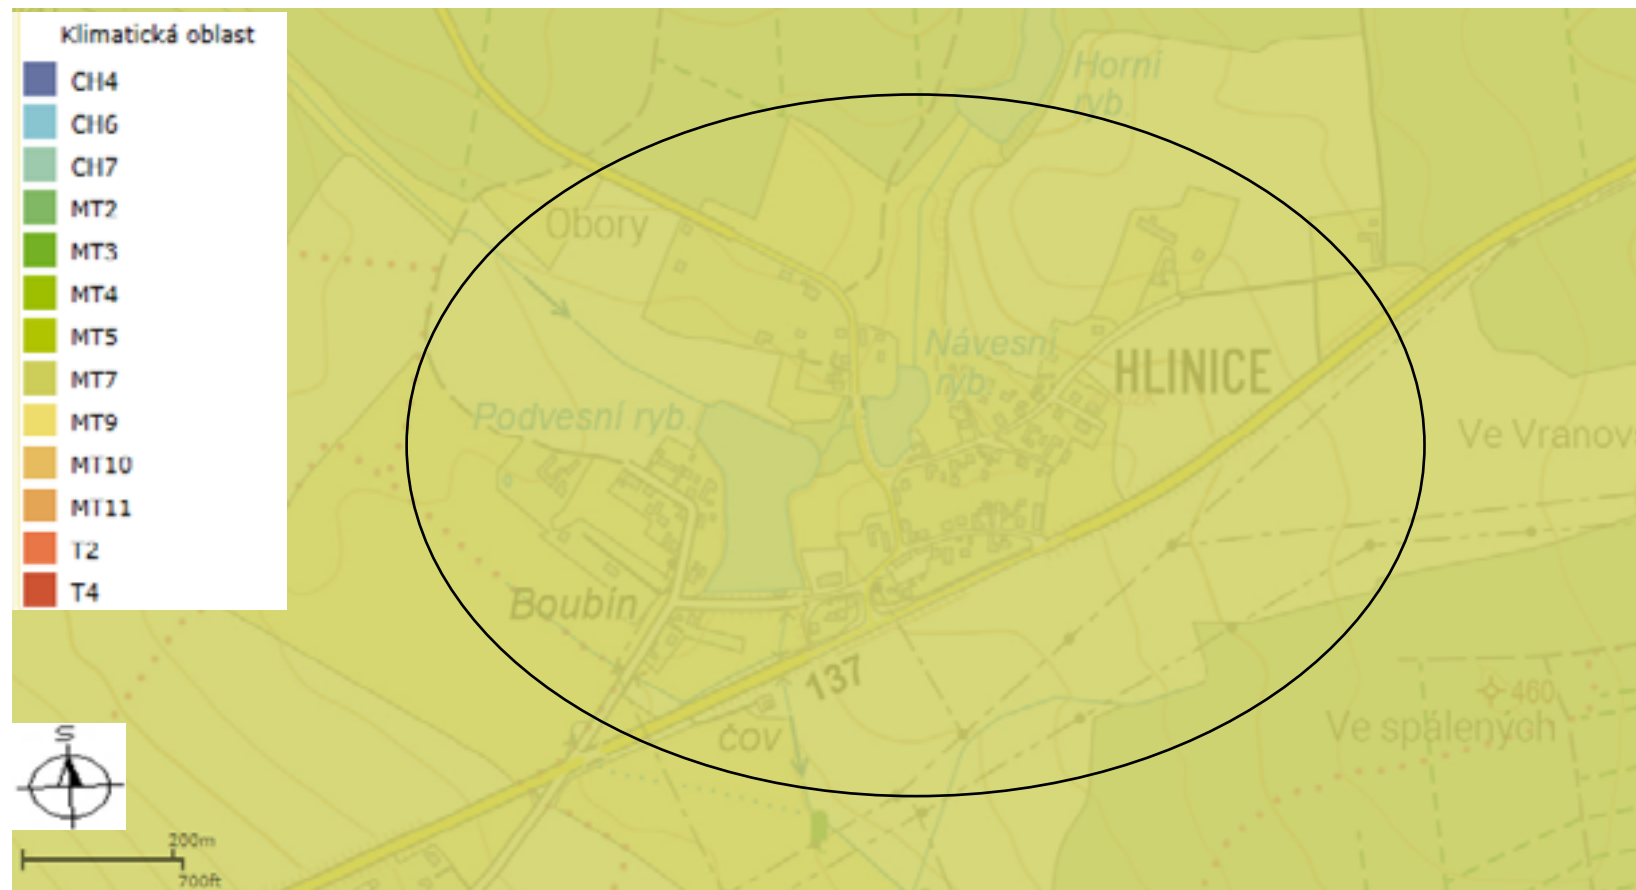 Klimatická oblast
CH4
CH6
CH7
MT2
MT3
MT4
MT5
MT7
MT9
MT10
MT11
T2
T4
Horní
ryb.
Obory
Návesní
ryb.
HLINICE
Podvesní ryb.
Ve Vranov
Boubín
137
ČOV
460
Ve spálených
S
200m
700ft